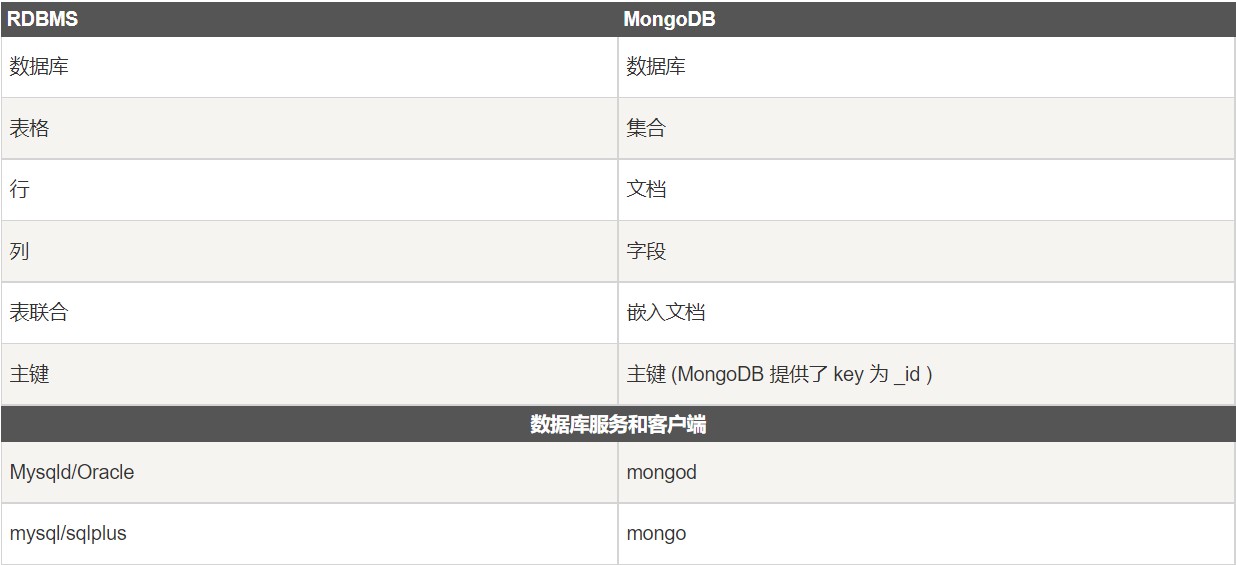 RDBMS MongoDB
数据库 数据库
表格 集合
行 文档
列 字段
表联合 嵌入文档
主键 主键 (MongoDB 提供了 key 为 _id )
数据库服务和客户端
Mysqld/Oracle mongod
mysql/sqlplus mongo